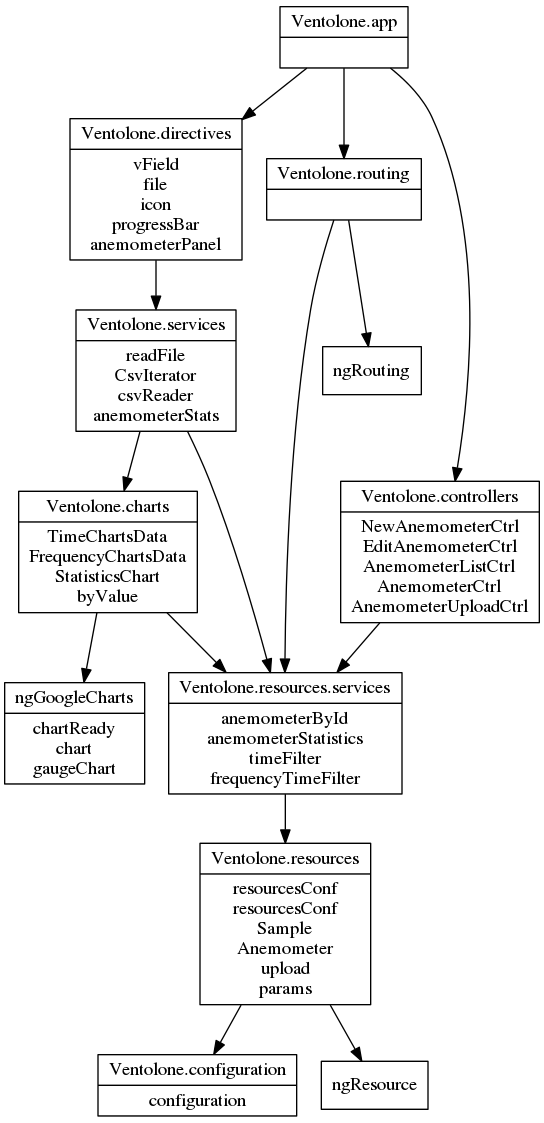 Ventolone.app
Ventolone.directives
vField
file
icon
progressBar
anemometerPanel
Ventolone.routing
Ventolone.services
readFile
CsvIterator
csvReader
anemometerStats
ngRouting
Ventolone.charts
TimeChartsData
FrequencyChartsData
StatisticsChart
byValue
Ventolone.controllers
NewAnemometerCtrl
EditAnemometerCtrl
AnemometerListCtrl
AnemometerCtrl
AnemometerUploadCtrl
ngGoogleCharts
chartReady
chart
gaugeChart
Ventolone.resources.services
anemometerById
anemometerStatistics
timeFilter
frequencyTimeFilter
Ventolone.resources
resourcesConf
resourcesConf
Sample
Anemometer
upload
params
Ventolone.configuration
configuration
ngResource